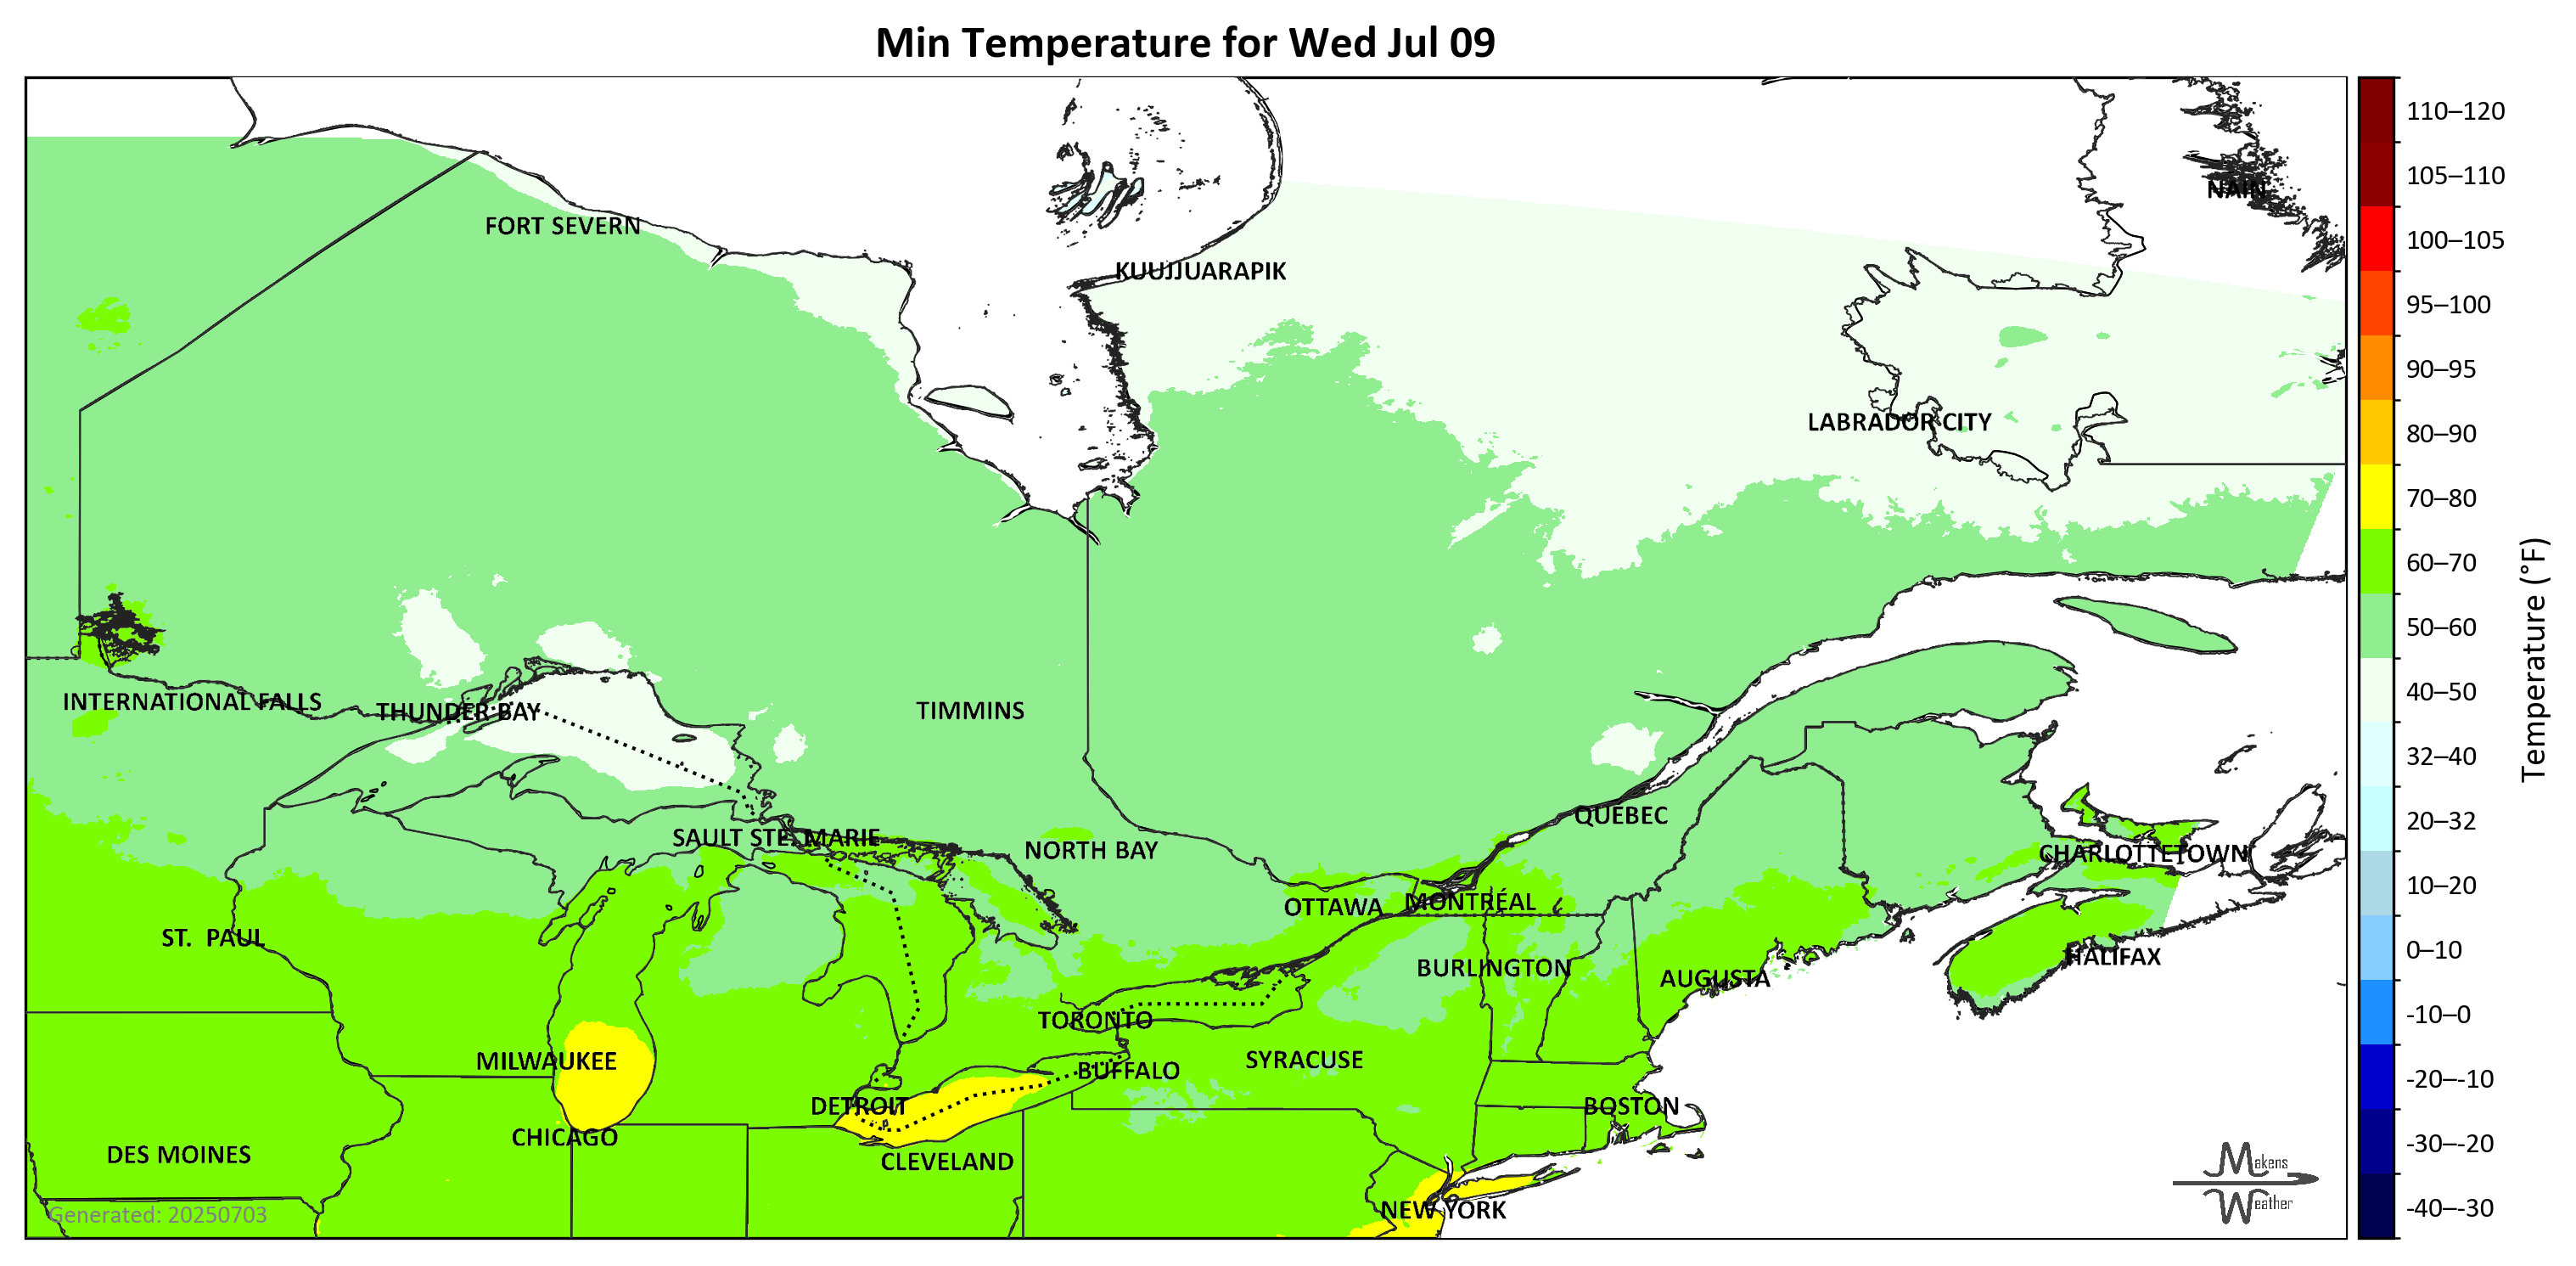 Min Temperature for Wed Jul 09
NAIN
FORT SEVERN
KUUJJUARAPIK
LABRADOR CITY
INTERNATIONAL FALLS
THUNDER BAY
TIMMINS
QUEBEC
SAULT STE. MARIE
NORTH BAY
CHARLOTTETOWN
OTTAWA
MONTRÉAL
ST. PAUL
HALIFAX
BURLINGTON
AUGUSTA
TORONTO
MILWAUKEE
SYRACUSE
BUFFALO
DETROIT
BOSTON
CHICAGO
DES MOINES
CLEVELAND
NEW YORK
Generated: 20250703
Makens
Weather
110–120
105–110
100–105
95–100
90–95
80–90
70–80
60–70
50–60
40–50
32–40
20–32
10–20
0–10
-10–0
-20–-10
-30–-20
-40–-30
Temperature (°F)